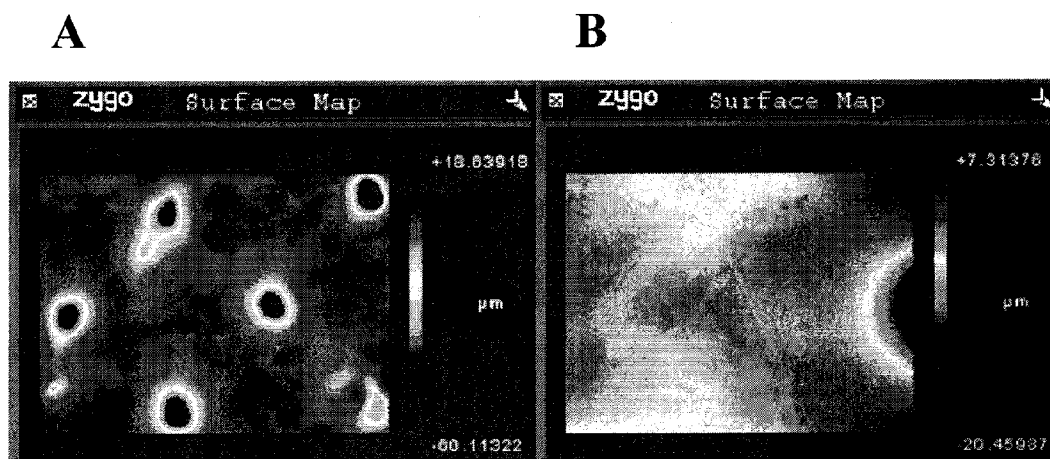 A
B
zygo Surface Map
zygo Surface Map
+18.63918
+7.31376
µm
µm
-60.11322
-20.45937